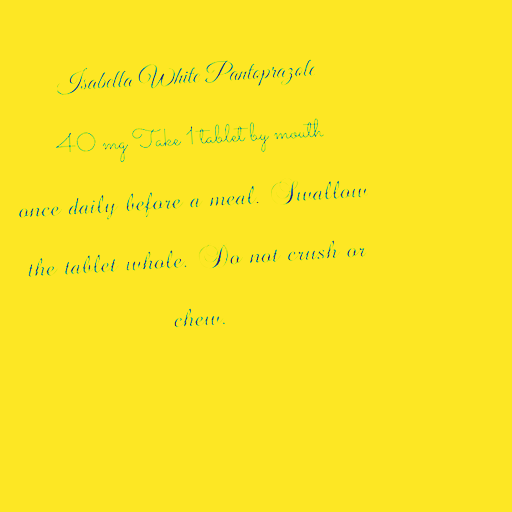 Isabella White Pantoprazole
40 mg Take 1 tablet by mouth
once daily before a meal. Swallow
the tablet whole. Do not crush or
chew.